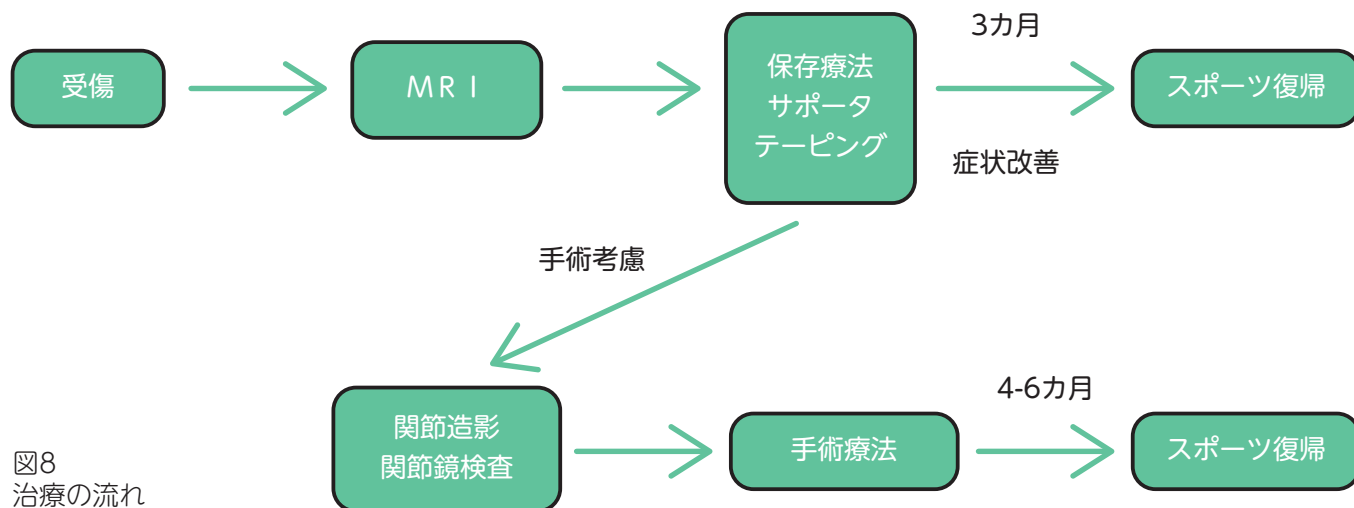 受傷
ＭＲＩ
保存療法
サポータ
テーピング
3カ月
症状改善
スポーツ復帰
手術考慮
関節造影
関節鏡検査
手術療法
4-6カ月
スポーツ復帰
図8
治療の流れ